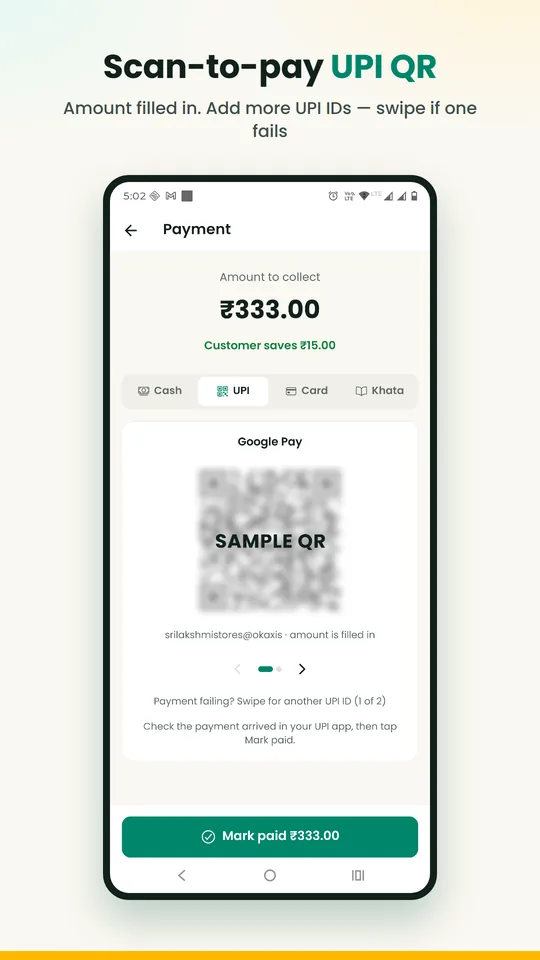 Scan-to-pay UPI QR
Amount filled in. Add more UPI IDs — swipe if one
fails
5:02
Payment
Amount to collect
₹333.00
Customer saves ₹15.00
Cash
UPI
Card
Khata
Google Pay
SAMPLE QR
srilakshmistores@okaxis · amount is filled in
Payment failing? Swipe for another UPI ID (1 of 2)
Check the payment arrived in your UPI app, then tap
Mark paid.
Mark paid ₹333.00